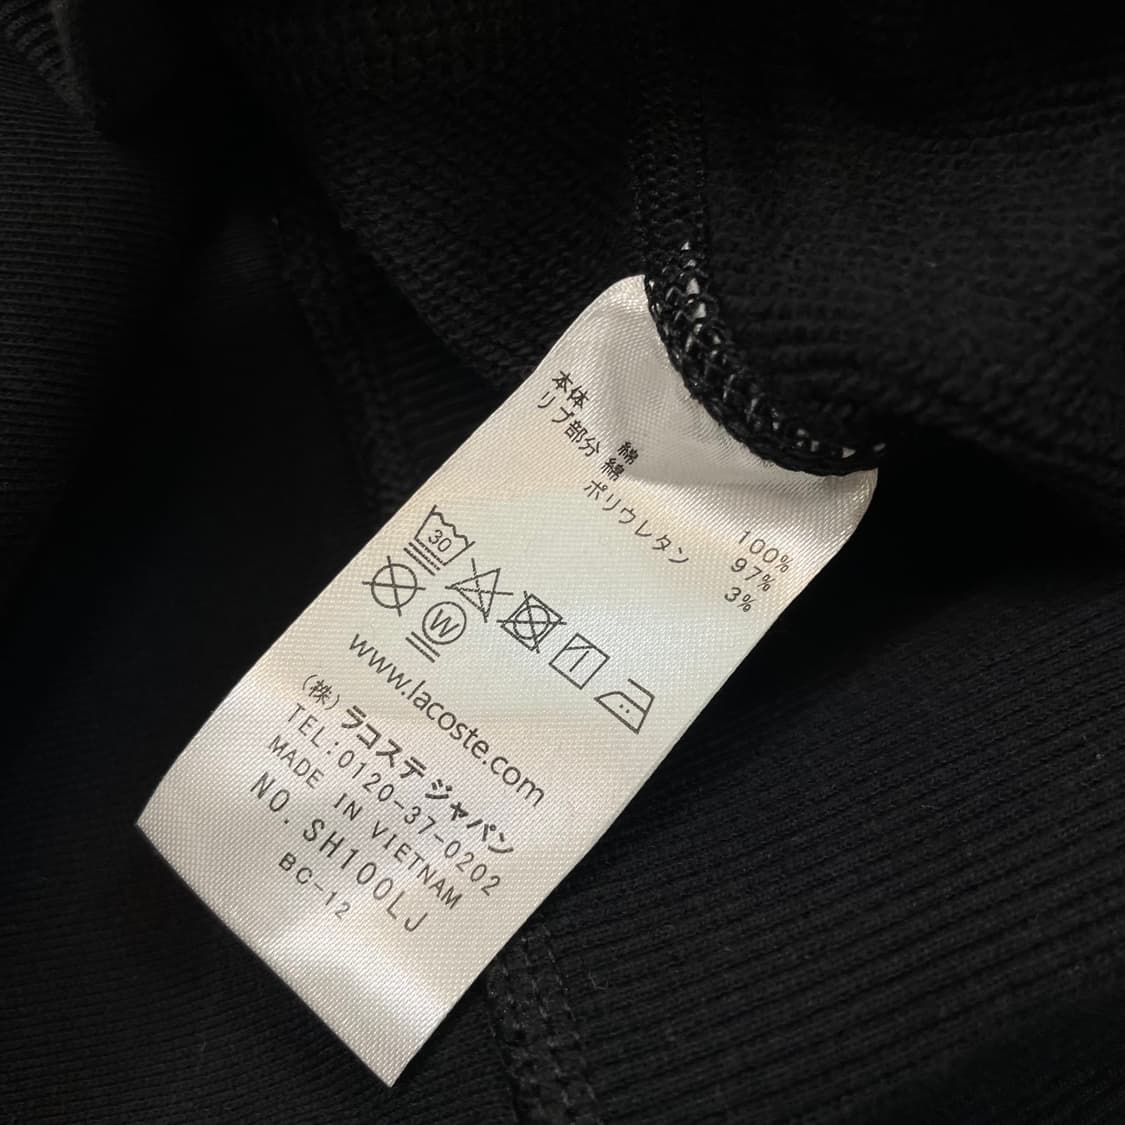 本体 綿 100%
リブ部分 綿 97%
ポリウレタン 3%
30
W
www.lacoste.com
(株)ラコステ ジャパン
TEL:0120-37-0202
MADE IN VIETNAM
NO. SH100LJ
BC-12